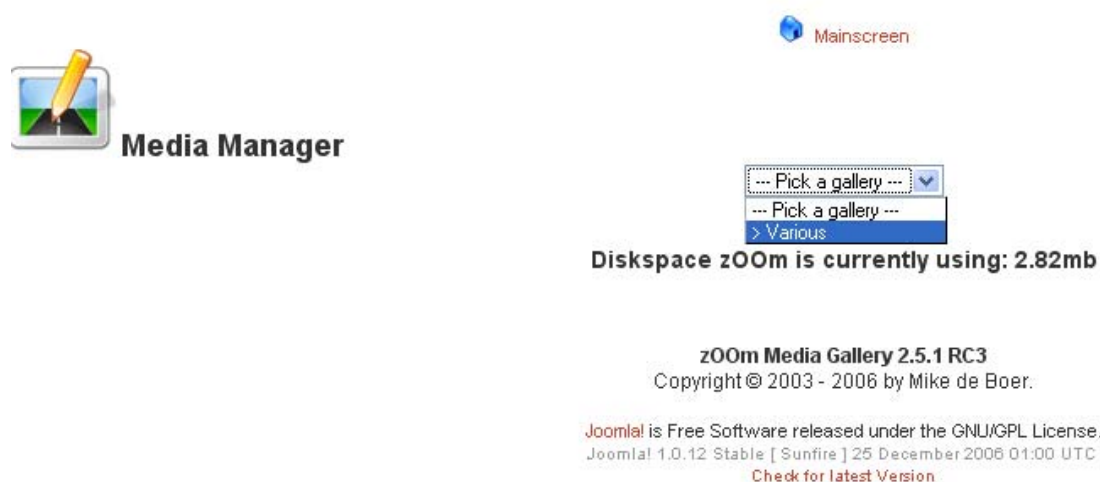 Mainscreen
Media Manager
--- Pick a gallery ---
--- Pick a gallery ---
> Various
Diskspace zOOm is currently using: 2.82mb
zOOm Media Gallery 2.5.1 RC3
Copyright © 2003 - 2006 by Mike de Boer.
Joomla! is Free Software released under the GNU/GPL License.
Joomla! 1.0.12 Stable [ Sunfire ] 25 December 2006 01:00 UTC
Check for latest Version